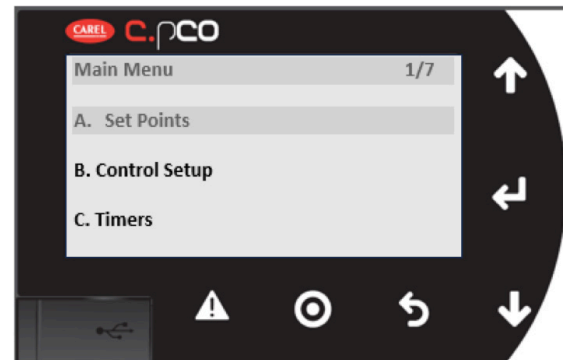 CAREL c.pCO
Main Menu 1/7
A. Set Points
B. Control Setup
C. Timers